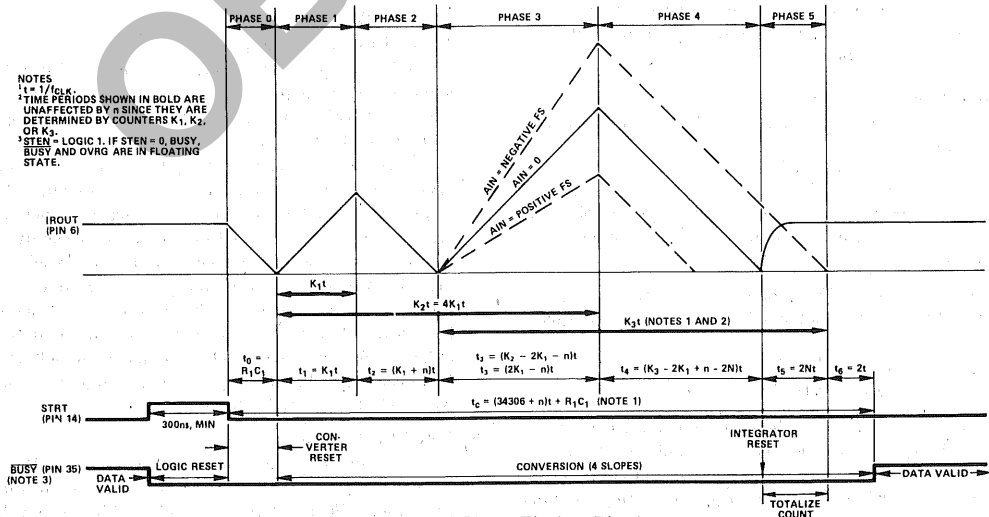 PHASE 0 PHASE 1 PHASE 2 PHASE 3 PHASE 4 PHASE 5
NOTES
1 t = 1/fCLK.
2 TIME PERIODS SHOWN IN BOLD ARE
UNAFFECTED BY n SINCE THEY ARE
DETERMINED BY COUNTERS K1, K2,
OR K3.
3 STEN = LOGIC 1. IF STEN = 0, BUSY,
BUSY AND OVRG ARE IN FLOATING
STATE.
AIN = NEGATIVE FS
AIN = 0
AIN = POSITIVE FS
IROUT
(PIN 6)
K1t
K2t = 4K1t
K3t (NOTES 1 AND 2)
t0 =
R1C1
t1 = K1t
t2 = (K1 + n)t
t3 = (K2 − 2K1 − n)t
t3 = (2K1 − n)t
t4 = (K3 − 2K1 + n − 2N)t
t5 = 2Nt
t6 = 2t
STRT
(PIN 14)
300ns, MIN
tc = (34306 + n)t + R1C1 (NOTE 1)
CON-
VERTER
RESET
INTEGRATOR
RESET
BUSY (PIN 35)
(NOTE 3)
DATA
VALID
LOGIC RESET
CONVERSION (4 SLOPES)
DATA VALID
TOTALIZE
COUNT